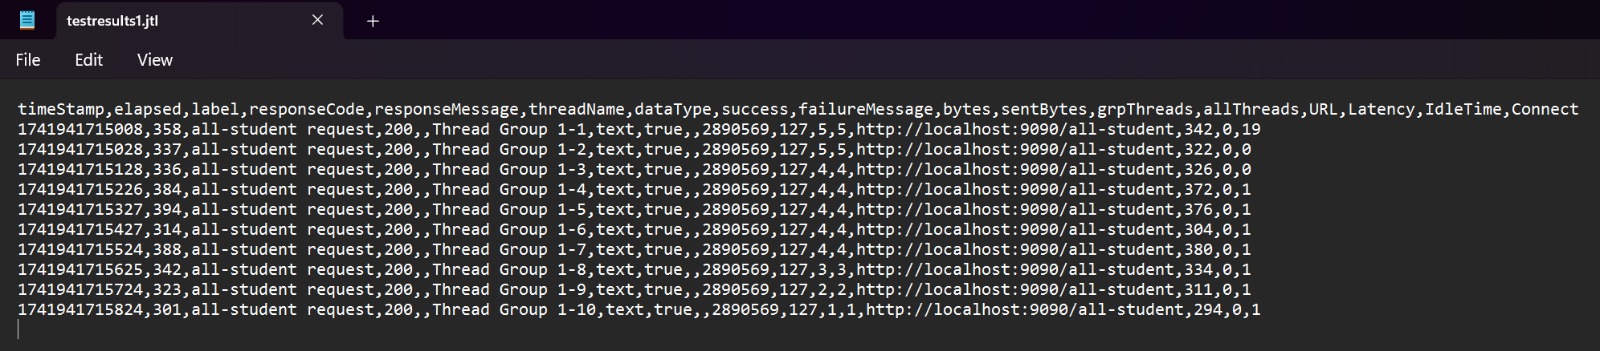 testresults1.jtl
File Edit View
timeStamp,elapsed,label,responseCode,responseMessage,threadName,dataType,success,failureMessage,bytes,sentBytes,grpThreads,allThreads,URL,Latency,IdleTime,Connect
1741941715008,358,all-student request,200,,Thread Group 1-1,text,true,,2890569,127,5,5,http://localhost:9090/all-student,342,0,19
1741941715028,337,all-student request,200,,Thread Group 1-2,text,true,,2890569,127,5,5,http://localhost:9090/all-student,322,0,0
1741941715128,336,all-student request,200,,Thread Group 1-3,text,true,,2890569,127,4,4,http://localhost:9090/all-student,326,0,0
1741941715226,384,all-student request,200,,Thread Group 1-4,text,true,,2890569,127,4,4,http://localhost:9090/all-student,372,0,1
1741941715327,394,all-student request,200,,Thread Group 1-5,text,true,,2890569,127,4,4,http://localhost:9090/all-student,376,0,1
1741941715427,314,all-student request,200,,Thread Group 1-6,text,true,,2890569,127,4,4,http://localhost:9090/all-student,304,0,1
1741941715524,388,all-student request,200,,Thread Group 1-7,text,true,,2890569,127,4,4,http://localhost:9090/all-student,380,0,1
1741941715625,342,all-student request,200,,Thread Group 1-8,text,true,,2890569,127,3,3,http://localhost:9090/all-student,334,0,1
1741941715724,323,all-student request,200,,Thread Group 1-9,text,true,,2890569,127,2,2,http://localhost:9090/all-student,311,0,1
1741941715824,301,all-student request,200,,Thread Group 1-10,text,true,,2890569,127,1,1,http://localhost:9090/all-student,294,0,1